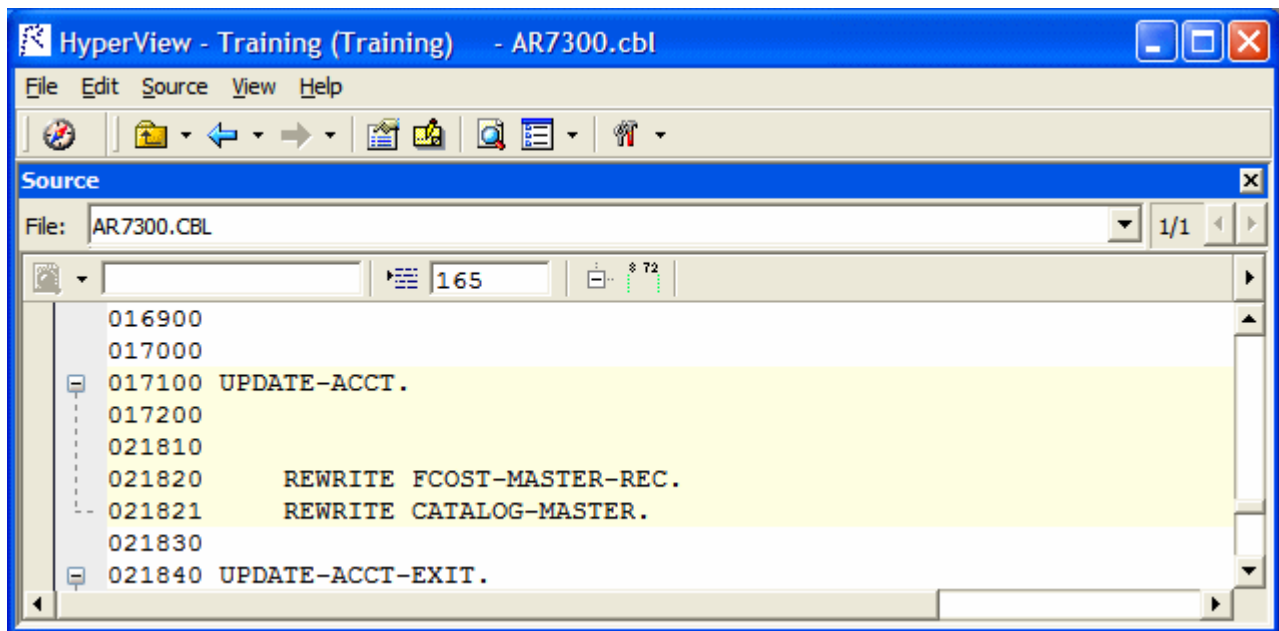 HyperView - Training (Training) - AR7300.cbl
File Edit Source View Help
Source
File: AR7300.CBL 1/1
165 8 72
016900
017000
017100 UPDATE-ACCT.
017200
021810
021820 REWRITE FCOST-MASTER-REC.
021821 REWRITE CATALOG-MASTER.
021830
021840 UPDATE-ACCT-EXIT.